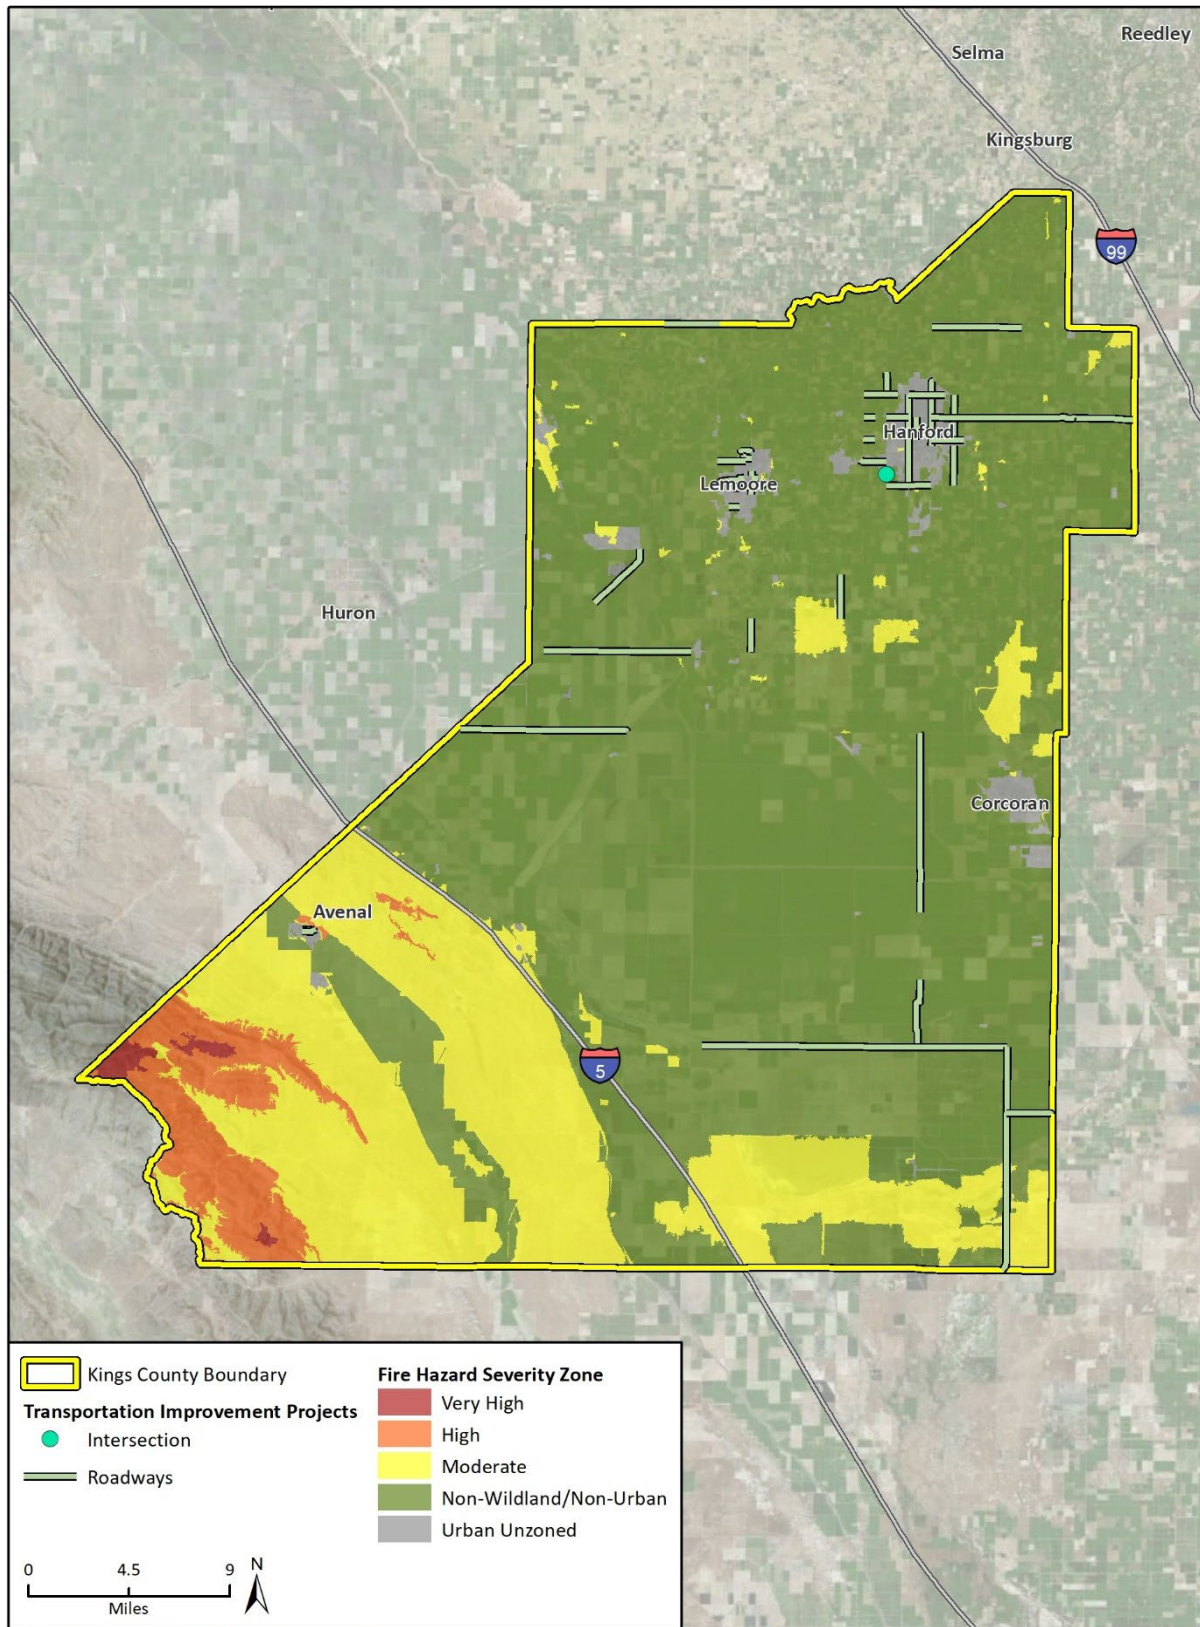 Reedley
Selma
Kingsburg
99
Hanford
Lemoore
Huron
Corcoran
Avenal
5
Kings County Boundary
Transportation Improvement Projects
Intersection
Roadways
Fire Hazard Severity Zone
Very High
High
Moderate
Non-Wildland/Non-Urban
Urban Unzoned
0 4.5 9
Miles
N